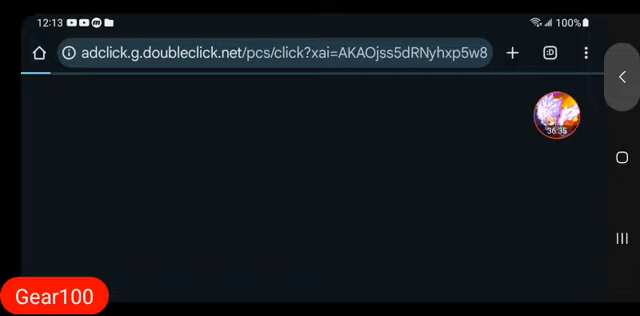 12:13
100%
adclick.g.doubleclick.net/pcs/click?xai=AKAOjss5dRNyhxp5w8
:D
36:35
Gear100